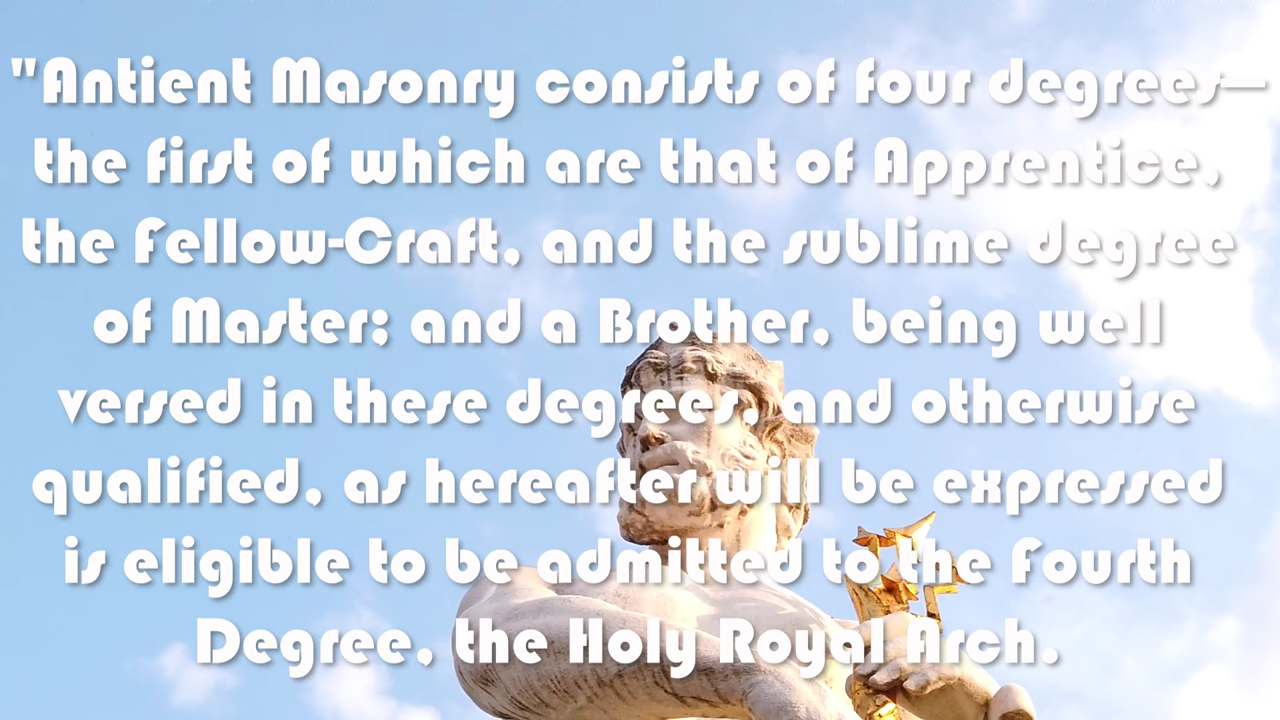 "Antient Masonry consists of four degrees—
the first of which are that of Apprentice,
the Fellow-Craft, and the sublime degree
of Master; and a Brother, being well
versed in these degrees, and otherwise
qualified, as hereafter will be expressed
is eligible to be admitted to the Fourth
Degree, the Holy Royal Arch.